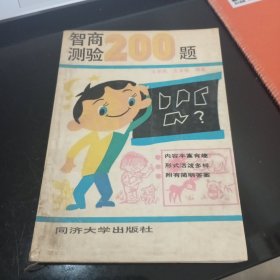 智商
测验200题
内容丰富有趣
形式活泼多样
附有简明答案
同济大学出版社